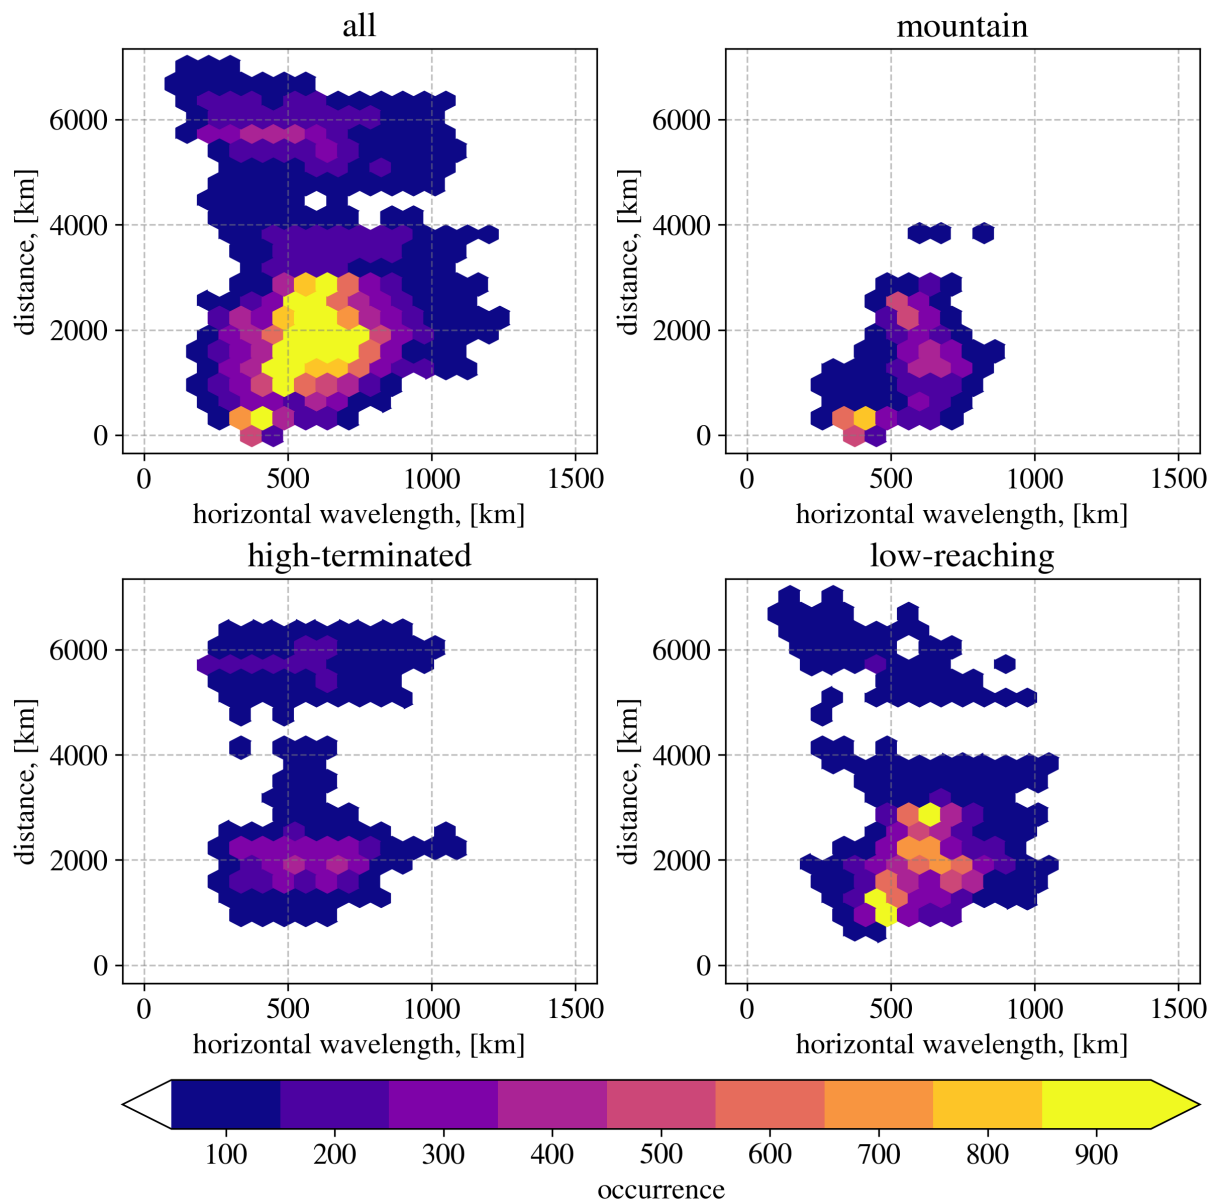 all
mountain
6000
4000
2000
0
distance, [km]
0 500 1000 1500
horizontal wavelength, [km]
6000
4000
2000
0
distance, [km]
0 500 1000 1500
horizontal wavelength, [km]
high-terminated
low-reaching
6000
4000
2000
0
distance, [km]
0 500 1000 1500
horizontal wavelength, [km]
6000
4000
2000
0
distance, [km]
0 500 1000 1500
horizontal wavelength, [km]
100 200 300 400 500 600 700 800 900
occurrence